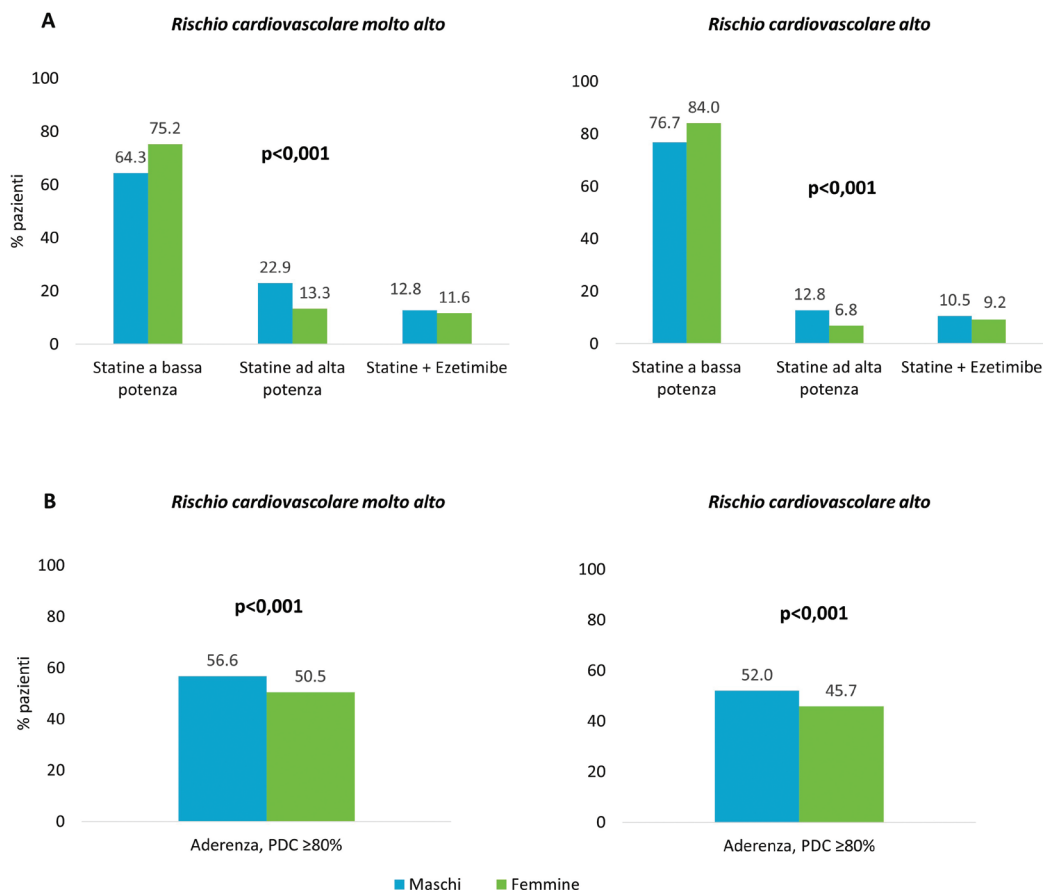 A
Rischio cardiovascolare molto alto
Rischio cardiovascolare alto
% pazienti
100
80
60
40
20
0
64.3
75.2
p<0,001
22.9
13.3
12.8
11.6
Statine a bassa
potenza
Statine ad alta
potenza
Statine + Ezetimibe
100
80
60
40
20
0
76.7
84.0
p<0,001
12.8
6.8
10.5
9.2
Statine a bassa
potenza
Statine ad alta
potenza
Statine + Ezetimibe
B
Rischio cardiovascolare molto alto
Rischio cardiovascolare alto
% pazienti
100
80
60
40
20
0
p<0,001
56.6
50.5
Aderenza, PDC ≥80%
100
80
60
40
20
0
p<0,001
52.0
45.7
Aderenza, PDC ≥80%
Maschi
Femmine